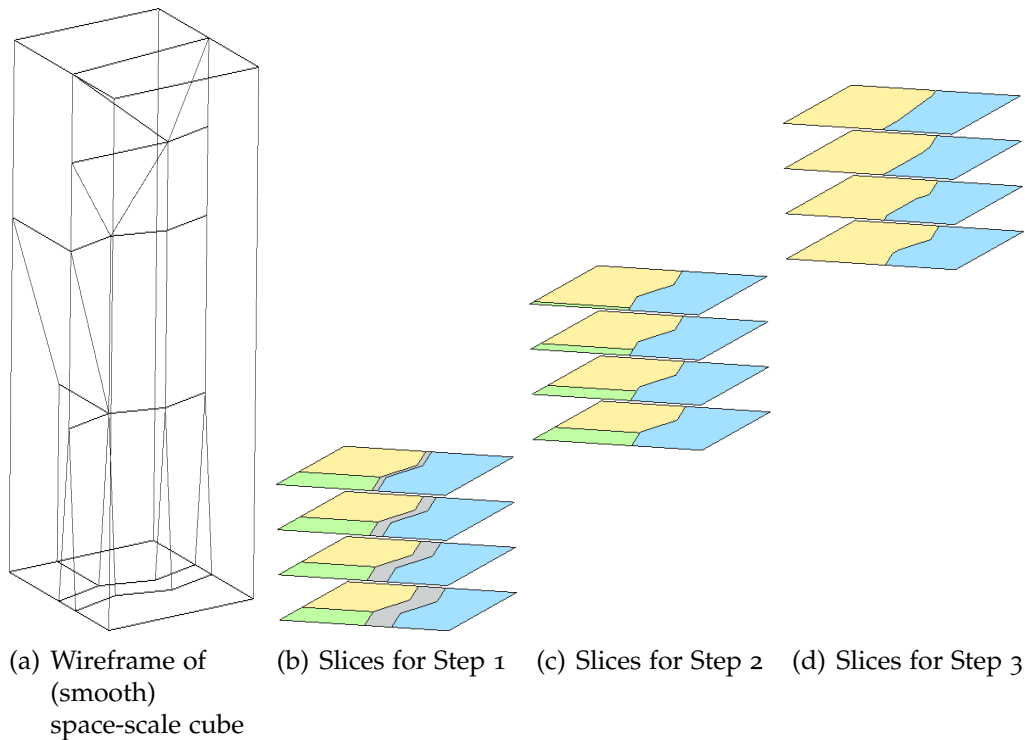 (a) Wireframe of
(smooth)
space-scale cube
(b) Slices for Step 1
(c) Slices for Step 2
(d) Slices for Step 3